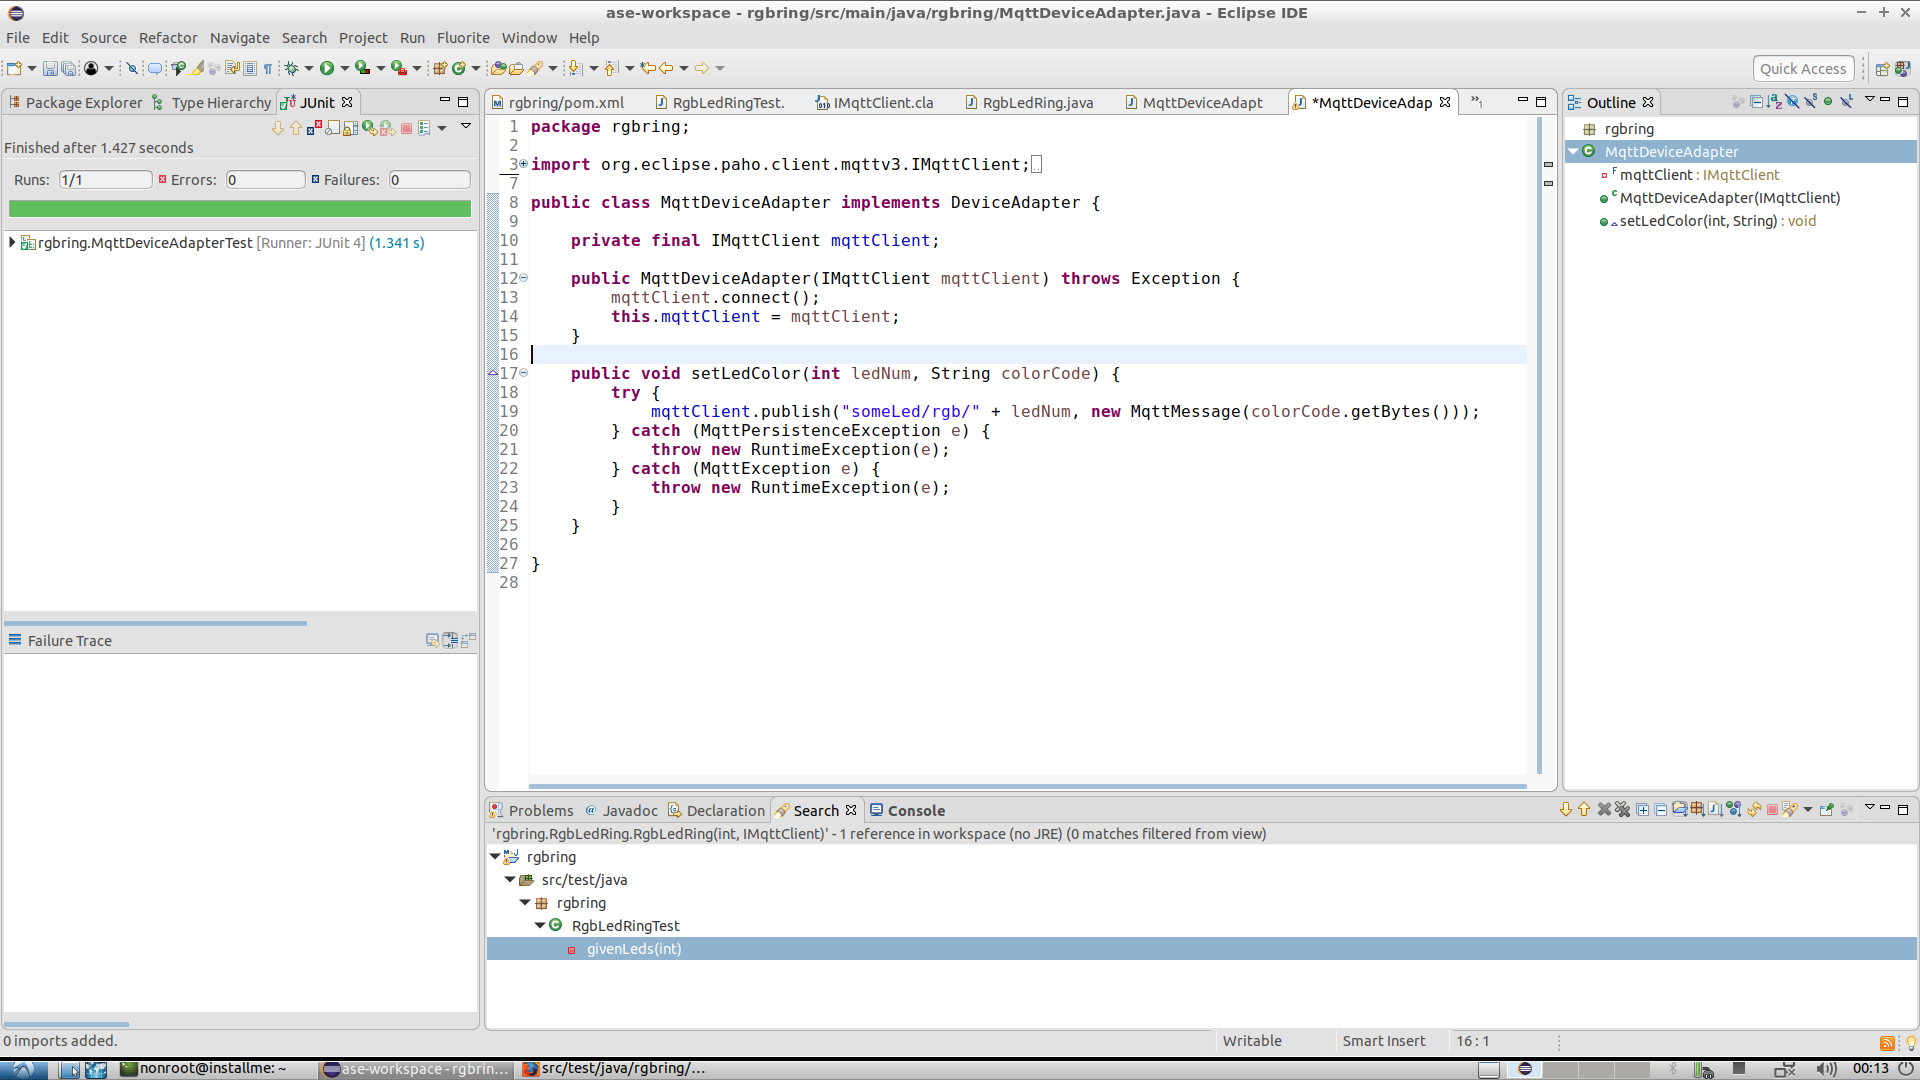 ase-workspace - rgbring/src/main/java/rgbring/MqttDeviceAdapter.java - Eclipse IDE
File Edit Source Refactor Navigate Search Project Run Fluorite Window Help
Quick Access
Package Explorer Type Hierarchy JUnit
Finished after 1.427 seconds
Runs: 1/1 Errors: 0 Failures: 0
rgbring.MqttDeviceAdapterTest [Runner: JUnit 4] (1.341 s)
Failure Trace
rgbring/pom.xml RgbLedRingTest. IMqttClient.cla RgbLedRing.java MqttDeviceAdapt *MqttDeviceAdap »1
1 package rgbring;
2
3 import org.eclipse.paho.client.mqttv3.IMqttClient;
7
8 public class MqttDeviceAdapter implements DeviceAdapter {
9
10 private final IMqttClient mqttClient;
11
12 public MqttDeviceAdapter(IMqttClient mqttClient) throws Exception {
13 mqttClient.connect();
14 this.mqttClient = mqttClient;
15 }
16
17 public void setLedColor(int ledNum, String colorCode) {
18 try {
19 mqttClient.publish("someLed/rgb/" + ledNum, new MqttMessage(colorCode.getBytes()));
20 } catch (MqttPersistenceException e) {
21 throw new RuntimeException(e);
22 } catch (MqttException e) {
23 throw new RuntimeException(e);
24 }
25 }
26
27 }
28
Outline
rgbring
MqttDeviceAdapter
mqttClient : IMqttClient
MqttDeviceAdapter(IMqttClient)
setLedColor(int, String) : void
Problems @ Javadoc Declaration Search Console
'rgbring.RgbLedRing.RgbLedRing(int, IMqttClient)' - 1 reference in workspace (no JRE) (0 matches filtered from view)
rgbring
src/test/java
rgbring
RgbLedRingTest
givenLeds(int)
0 imports added. Writable Smart Insert 16 : 1
nonroot@installme: ~ ase-workspace - rgbrin... src/test/java/rgbring/... 00:13